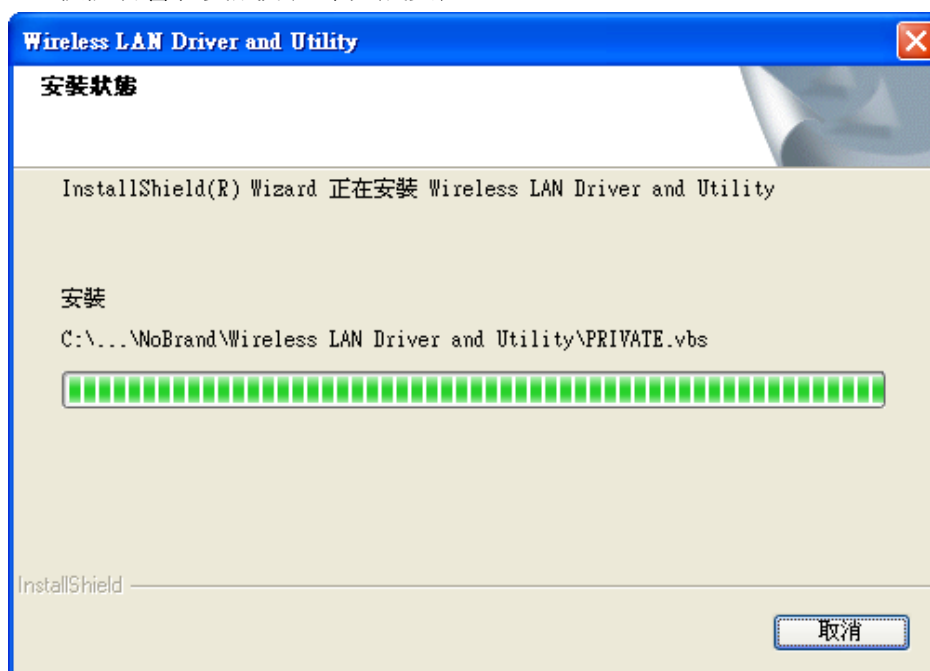 Wireless LAN Driver and Utility
安裝狀態
InstallShield(R) Wizard 正在安裝 Wireless LAN Driver and Utility
安裝
C:\...\NoBrand\Wireless LAN Driver and Utility\PRIVATE.vbs
InstallShield
取消